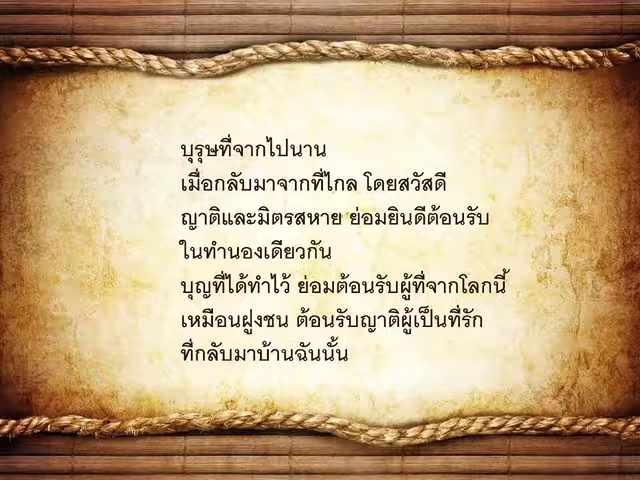 บุรุษที่จากไปนาน
เมื่อกลับมาจากที่ไกล โดยสวัสดี
ญาติและมิตรสหาย ย่อมยินดีต้อนรับ
ในทำนองเดียวกัน
บุญที่ได้ทำไว้ ย่อมต้อนรับผู้ที่จากโลกนี้
เหมือนฝูงชน ต้อนรับญาติผู้เป็นที่รัก
ที่กลับมาบ้านฉันนั้น